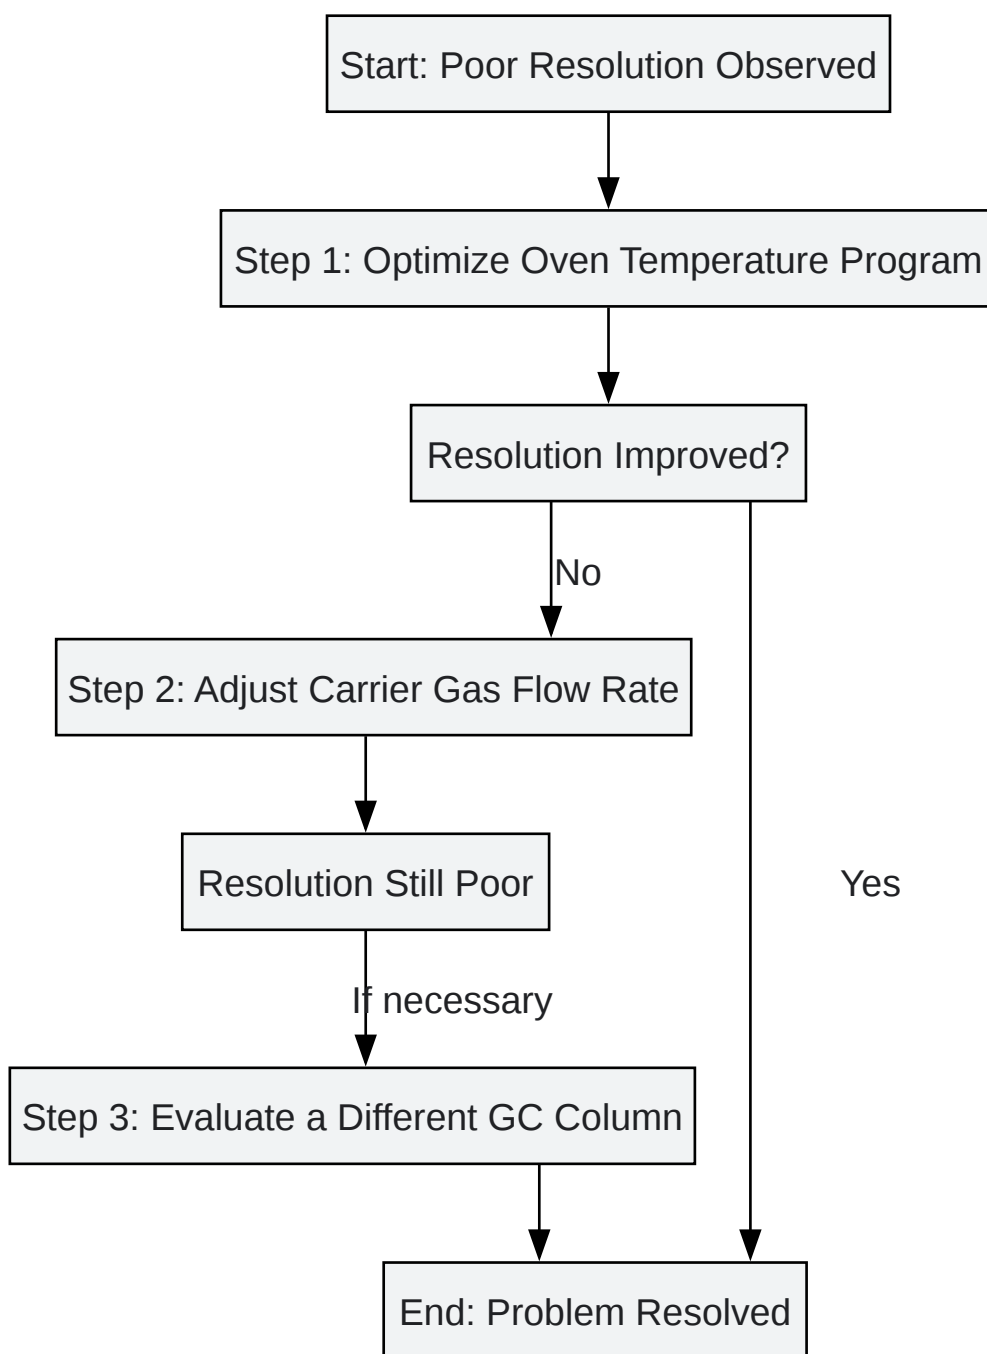 Start: Poor Resolution Observed
Step 1: Optimize Oven Temperature Program
Resolution Improved?
No
Step 2: Adjust Carrier Gas Flow Rate
Resolution Still Poor
Yes
If necessary
Step 3: Evaluate a Different GC Column
End: Problem Resolved